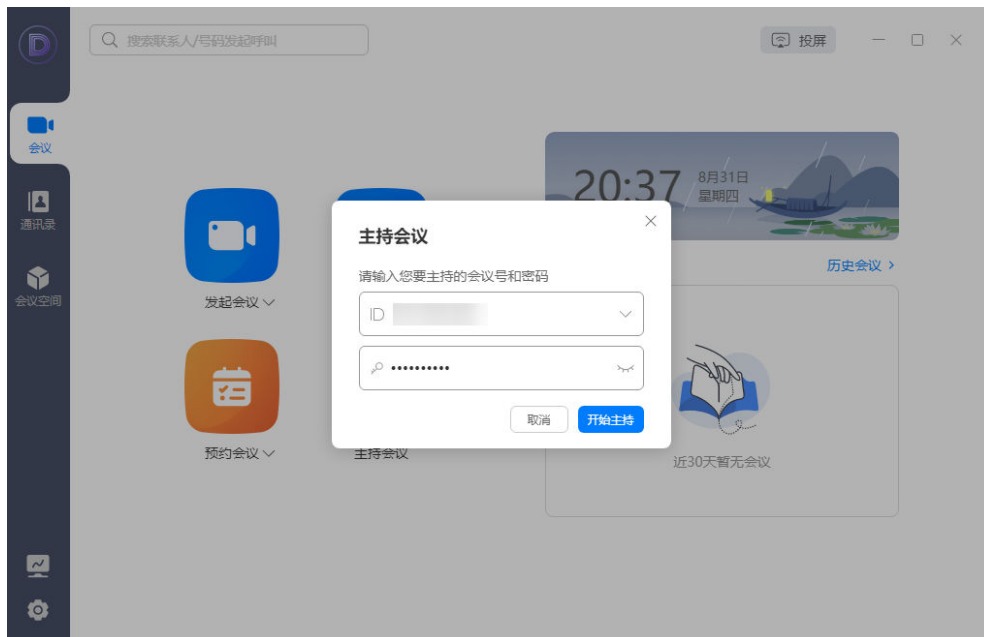 搜索联系人/号码发起呼叫
投屏
会议
通讯录
会议空间
20:37
8月31日
星期四
历史会议
发起会议
预约会议
主持会议
近30天暂无会议
主持会议
请输入您要主持的会议号和密码
ID
••••••••••
取消
开始主持